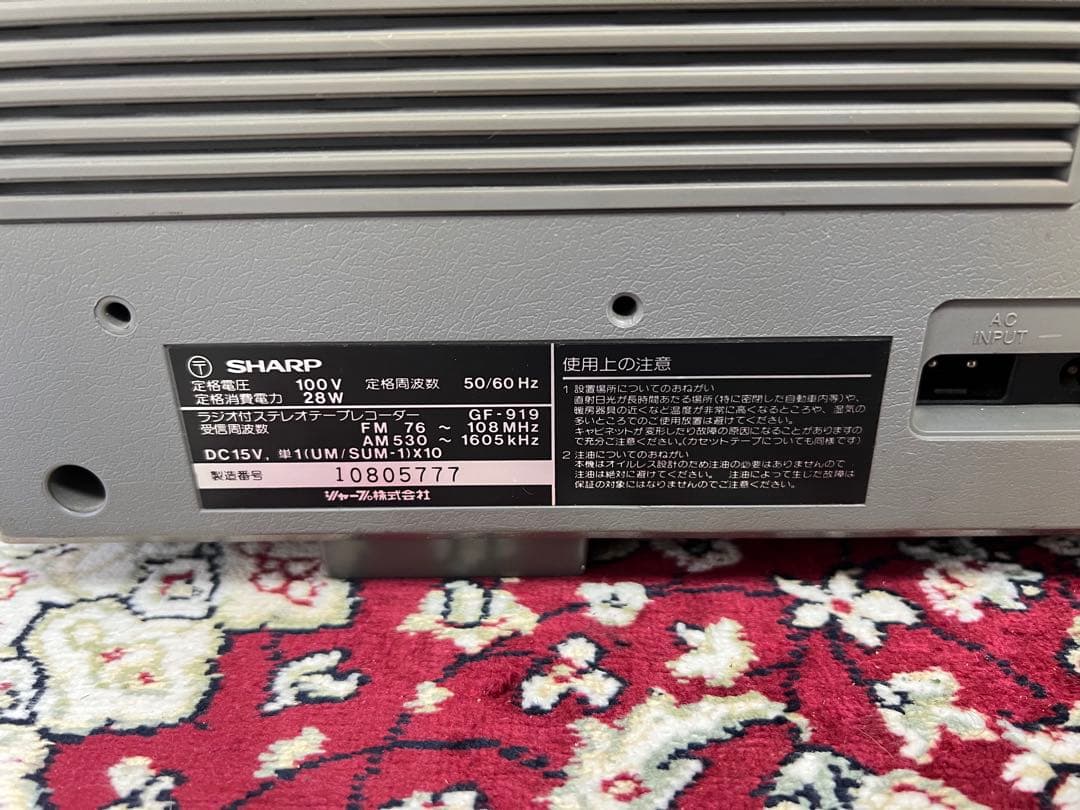 〒 SHARP
定格電圧 100V 定格周波数 50/60Hz
定格消費電力 28W
ラジオ付ステレオテープレコーダー GF-919
受信周波数 FM 76 ~ 108MHz
AM 530 ~ 1605kHz
DC15V, 単1(UM/SUM-1)X10
製造番号 10805777
シャープ株式会社
使用上の注意
1 設置場所についてのおねがい
直射日光が長時間あたる場所(特に密閉した自動車内等)や、
暖房器具の近くなど温度が非常に高くなるところや、湿気の
多いところでのご使用放置は避けてください。
キャビネットが変形したり故障の原因になることがありますの
で充分ご注意ください。(カセットテープについても同様です)
2 注油についてのおねがい
本機はオイルレス設計のため注油の必要はありませんので
注油は絶対に避けてください。 注油によって生じた故障は
保証の対象にはなりませんのでご注意ください。
AC
INPUT